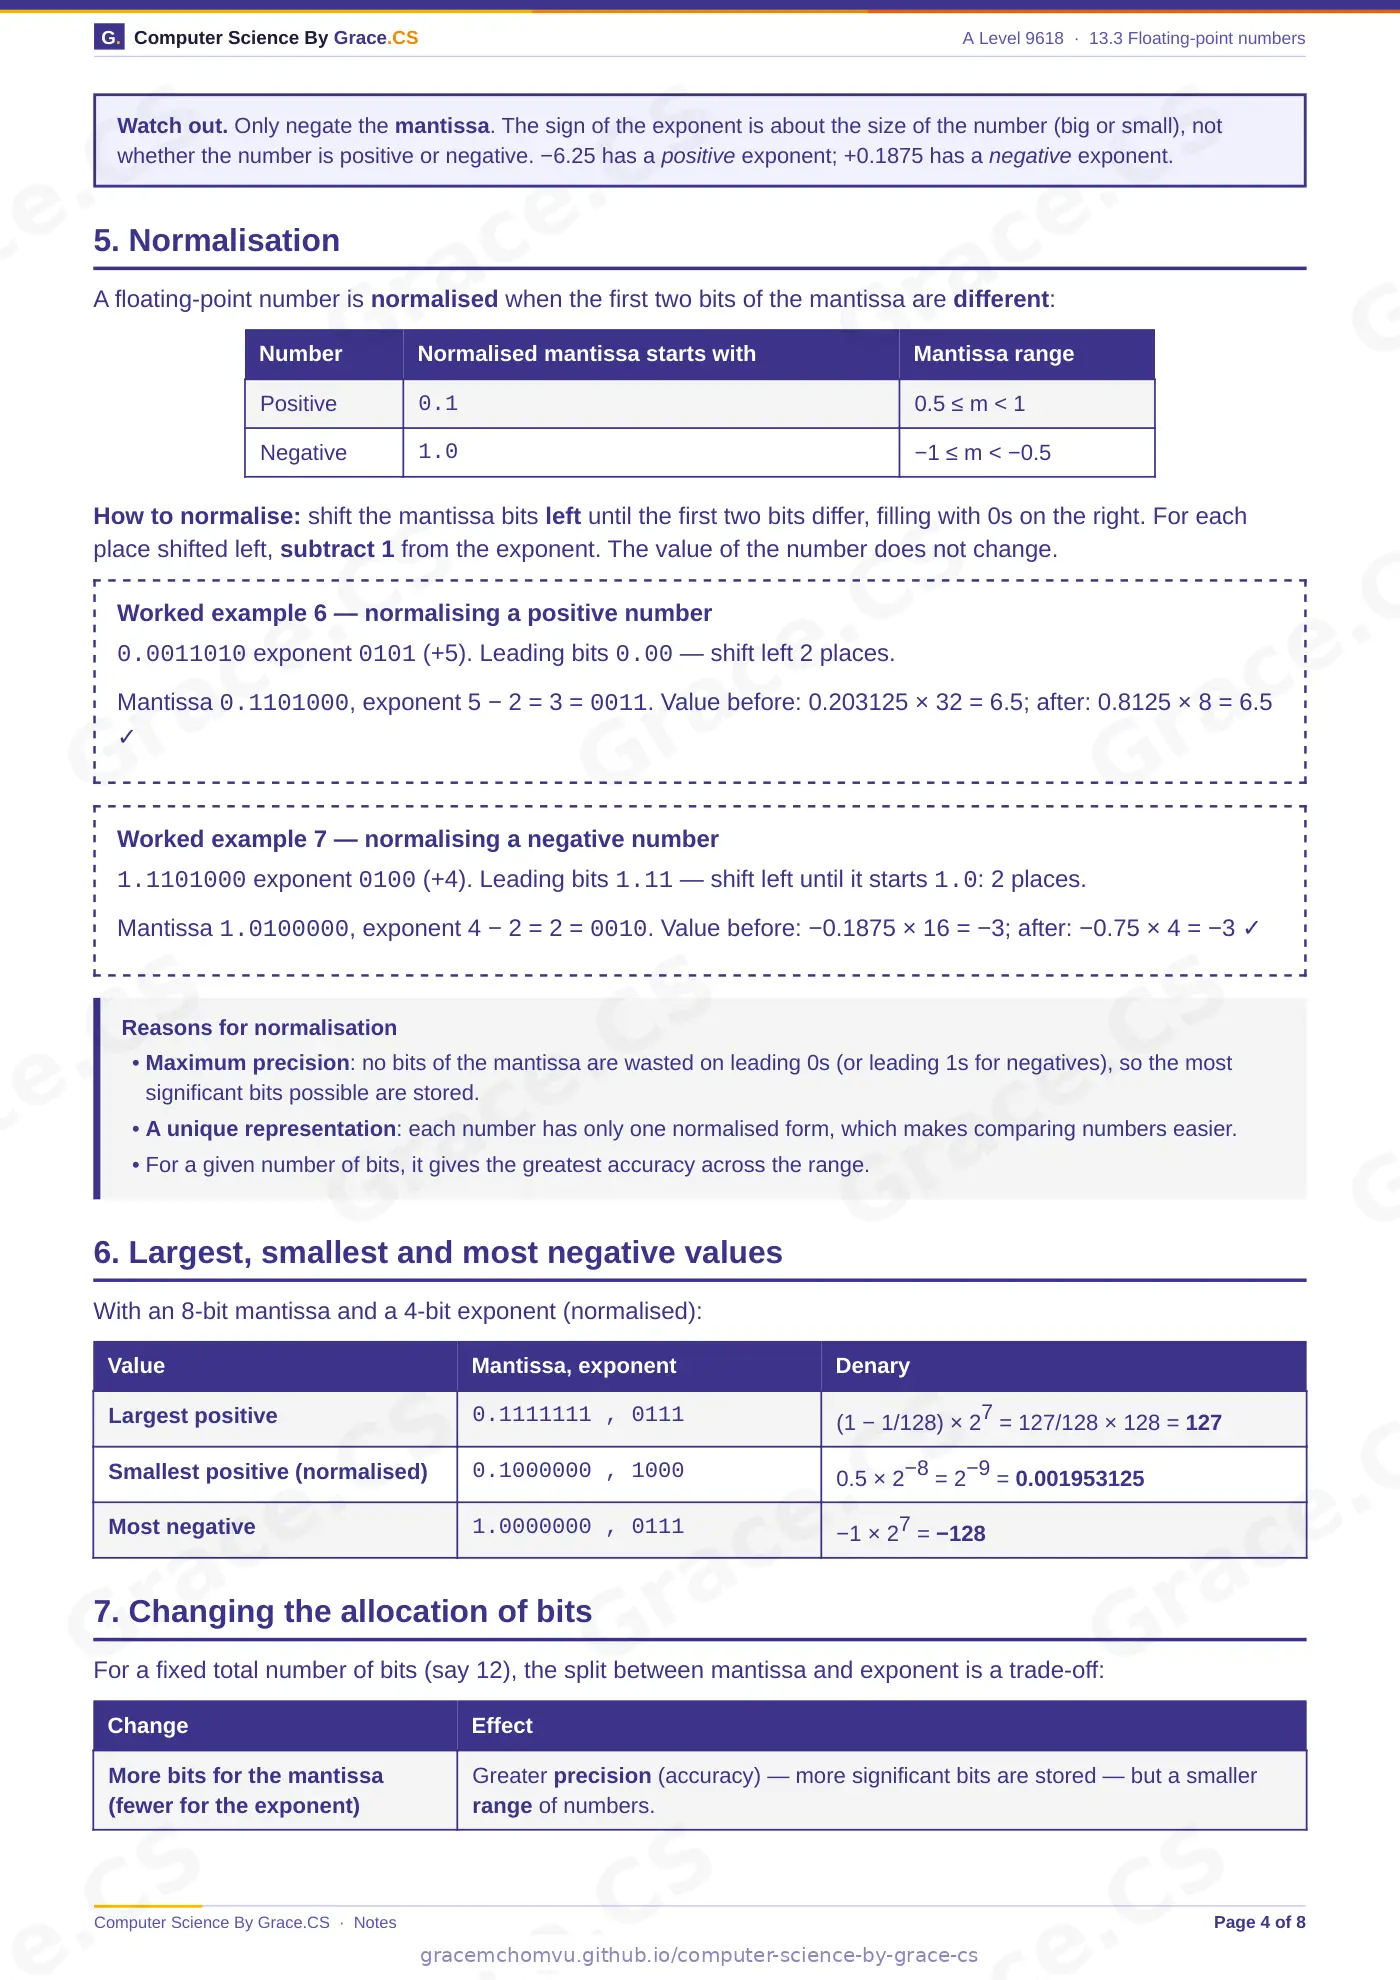 G. Computer Science By Grace.CS
A Level 9618 · 13.3 Floating-point numbers
Watch out. Only negate the mantissa. The sign of the exponent is about the size of the number (big or small), not
whether the number is positive or negative. −6.25 has a positive exponent; +0.1875 has a negative exponent.
5. Normalisation
A floating-point number is normalised when the first two bits of the mantissa are different:
Number Normalised mantissa starts with Mantissa range
Positive 0.1 0.5 ≤ m < 1
Negative 1.0 −1 ≤ m < −0.5
How to normalise: shift the mantissa bits left until the first two bits differ, filling with 0s on the right. For each
place shifted left, subtract 1 from the exponent. The value of the number does not change.
Worked example 6 — normalising a positive number
0.0011010 exponent 0101 (+5). Leading bits 0.00 — shift left 2 places.
Mantissa 0.1101000, exponent 5 − 2 = 3 = 0011. Value before: 0.203125 × 32 = 6.5; after: 0.8125 × 8 = 6.5
✓
Worked example 7 — normalising a negative number
1.1101000 exponent 0100 (+4). Leading bits 1.11 — shift left until it starts 1.0: 2 places.
Mantissa 1.0100000, exponent 4 − 2 = 2 = 0010. Value before: −0.1875 × 16 = −3; after: −0.75 × 4 = −3 ✓
Reasons for normalisation
• Maximum precision: no bits of the mantissa are wasted on leading 0s (or leading 1s for negatives), so the most
significant bits possible are stored.
• A unique representation: each number has only one normalised form, which makes comparing numbers easier.
• For a given number of bits, it gives the greatest accuracy across the range.
6. Largest, smallest and most negative values
With an 8-bit mantissa and a 4-bit exponent (normalised):
Value Mantissa, exponent Denary
Largest positive 0.1111111 , 0111 (1 − 1/128) × 2⁷ = 127/128 × 128 = 127
Smallest positive (normalised) 0.1000000 , 1000 0.5 × 2⁻⁸ = 2⁻⁹ = 0.001953125
Most negative 1.0000000 , 0111 −1 × 2⁷ = −128
7. Changing the allocation of bits
For a fixed total number of bits (say 12), the split between mantissa and exponent is a trade-off:
Change Effect
More bits for the mantissa Greater precision (accuracy) — more significant bits are stored — but a smaller
(fewer for the exponent) range of numbers.
Computer Science By Grace.CS · Notes
Page 4 of 8
gracemchomvu.github.io/computer-science-by-grace-cs